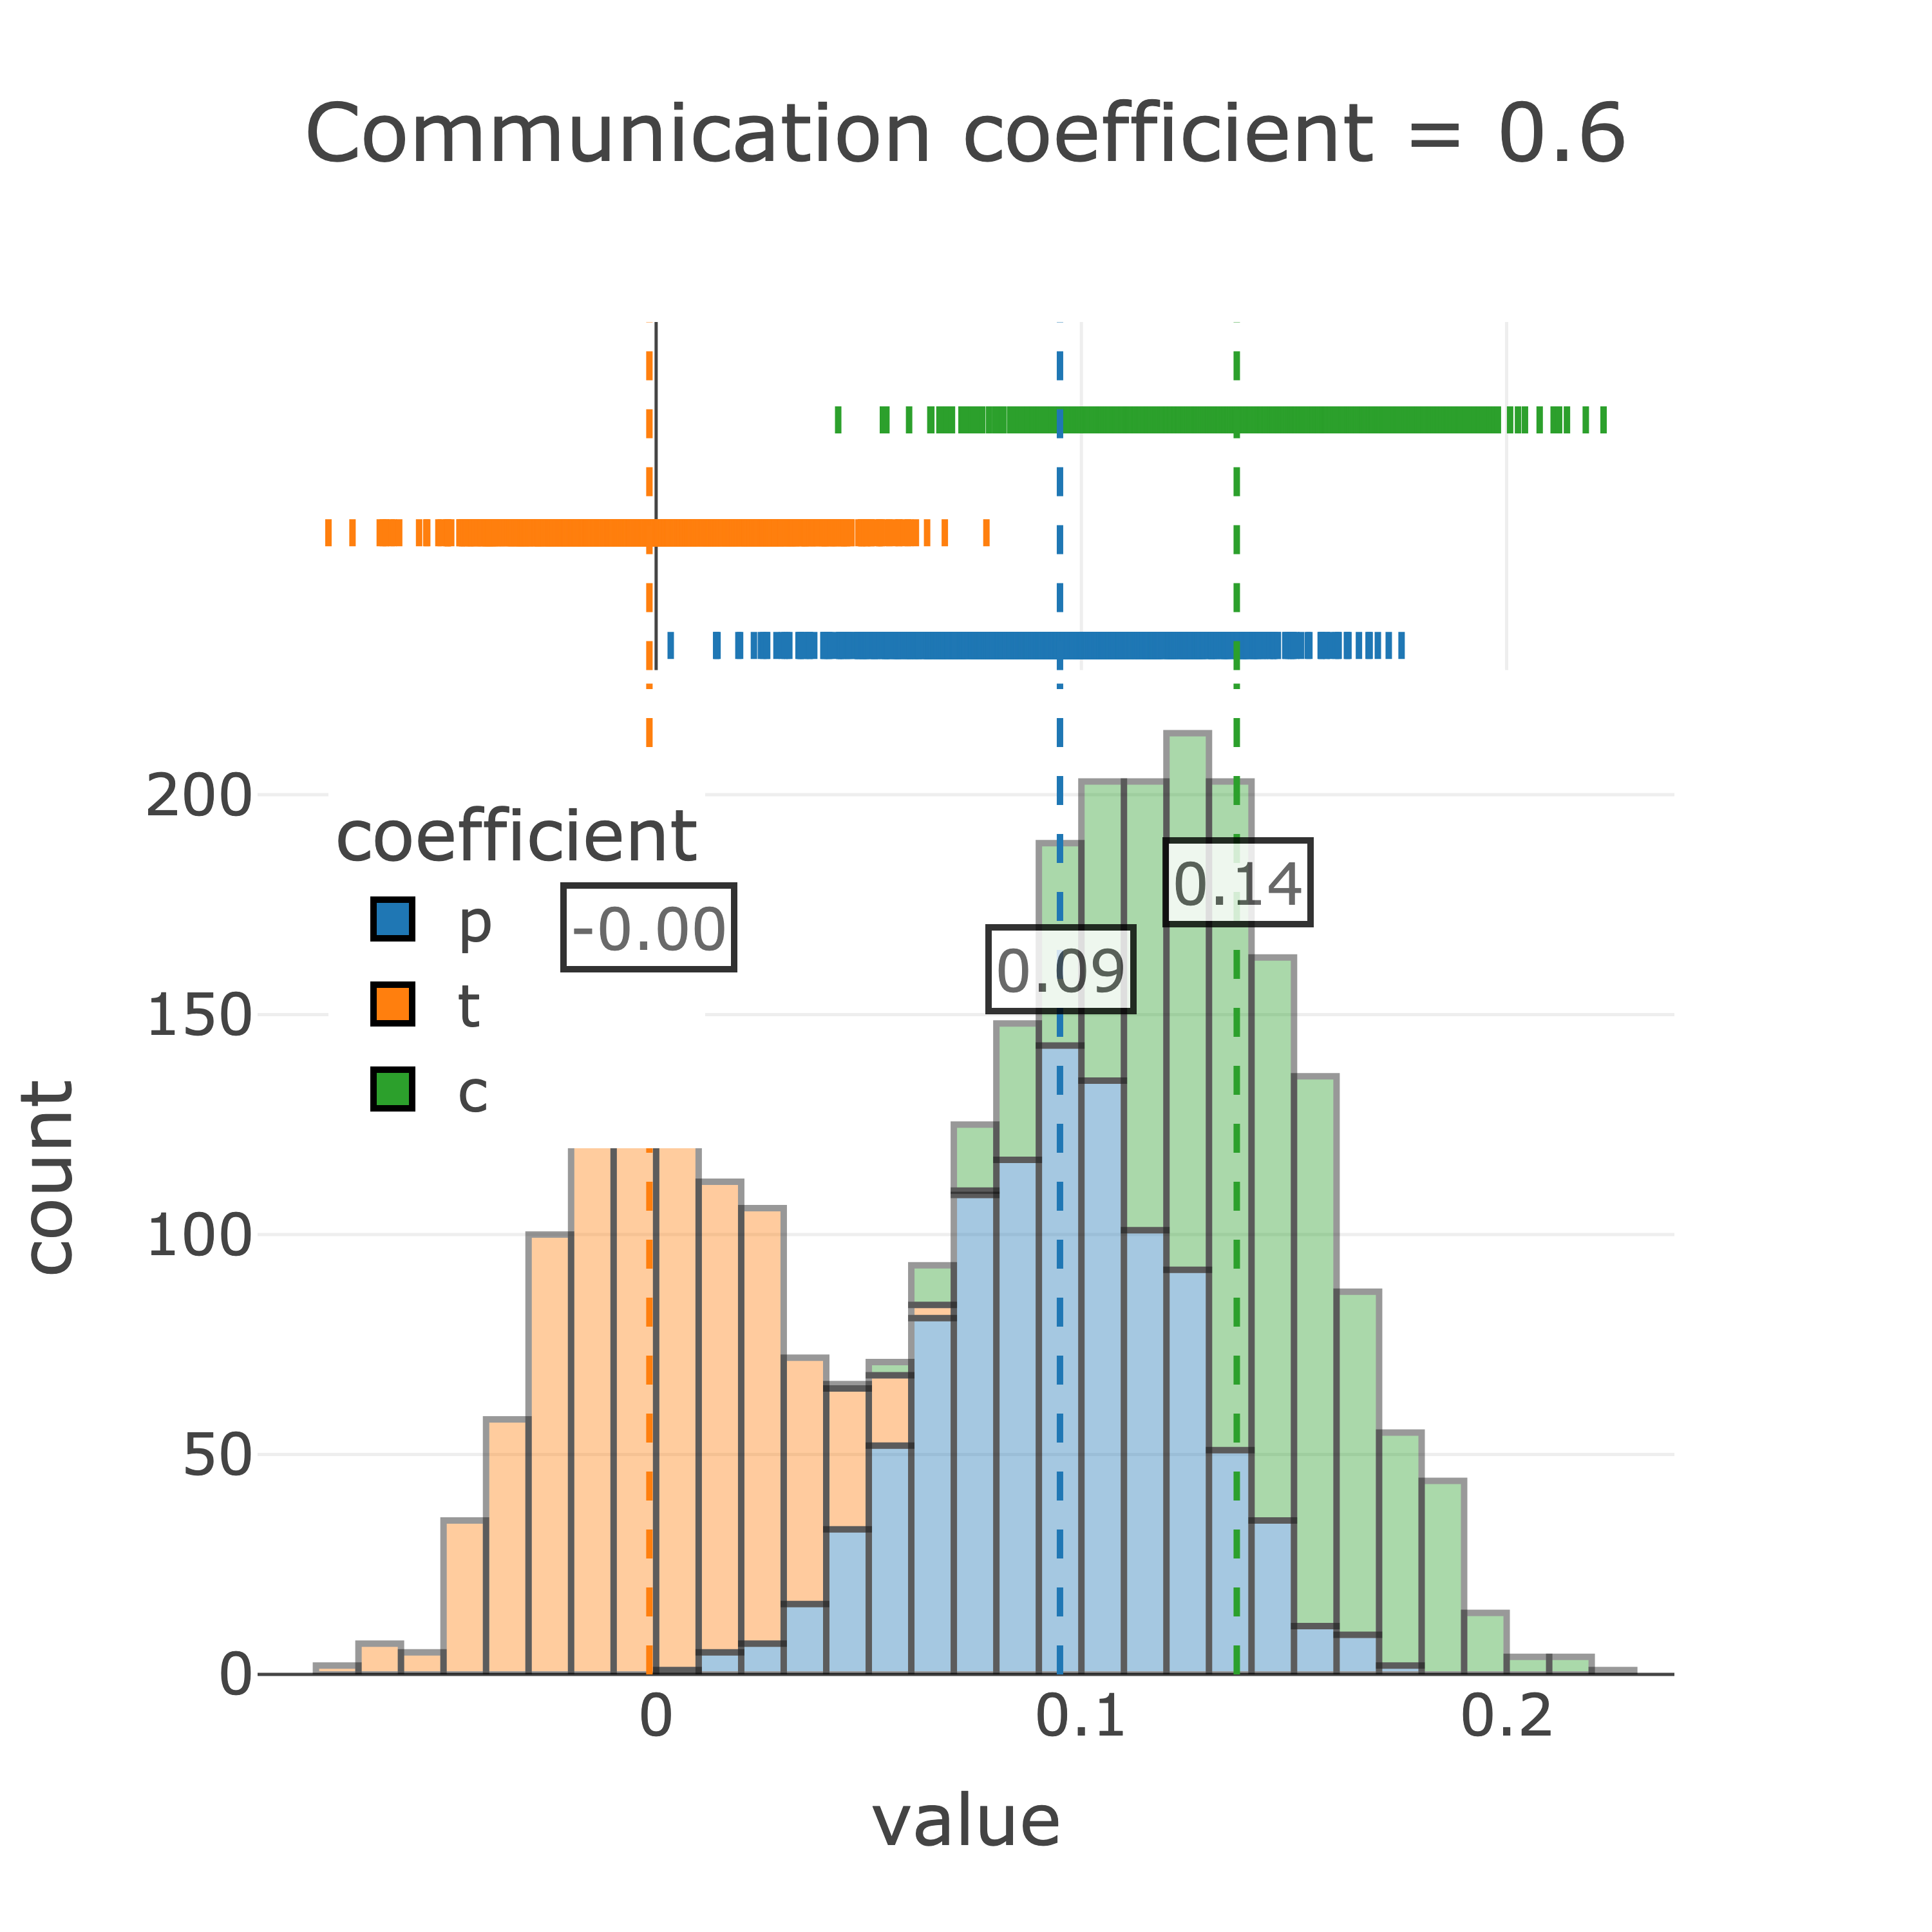 Communication coefficient = 0.6
200
150
100
50
0
count
coefficient
p
t
c
-0.00
0.09
0.14
0
0.1
0.2
value